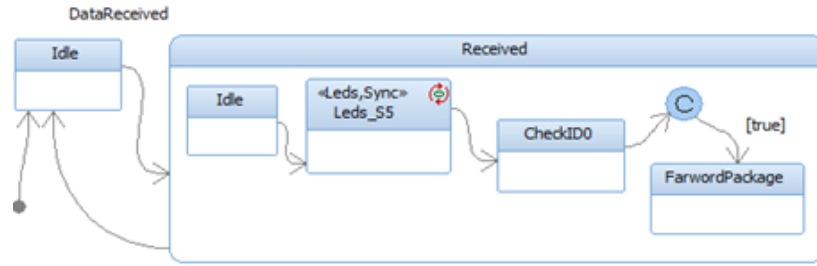 DataReceived
Idle
Received
Idle
«Leds,Sync»
Leds_S5
CheckID0
C
[true]
FarwordPackage